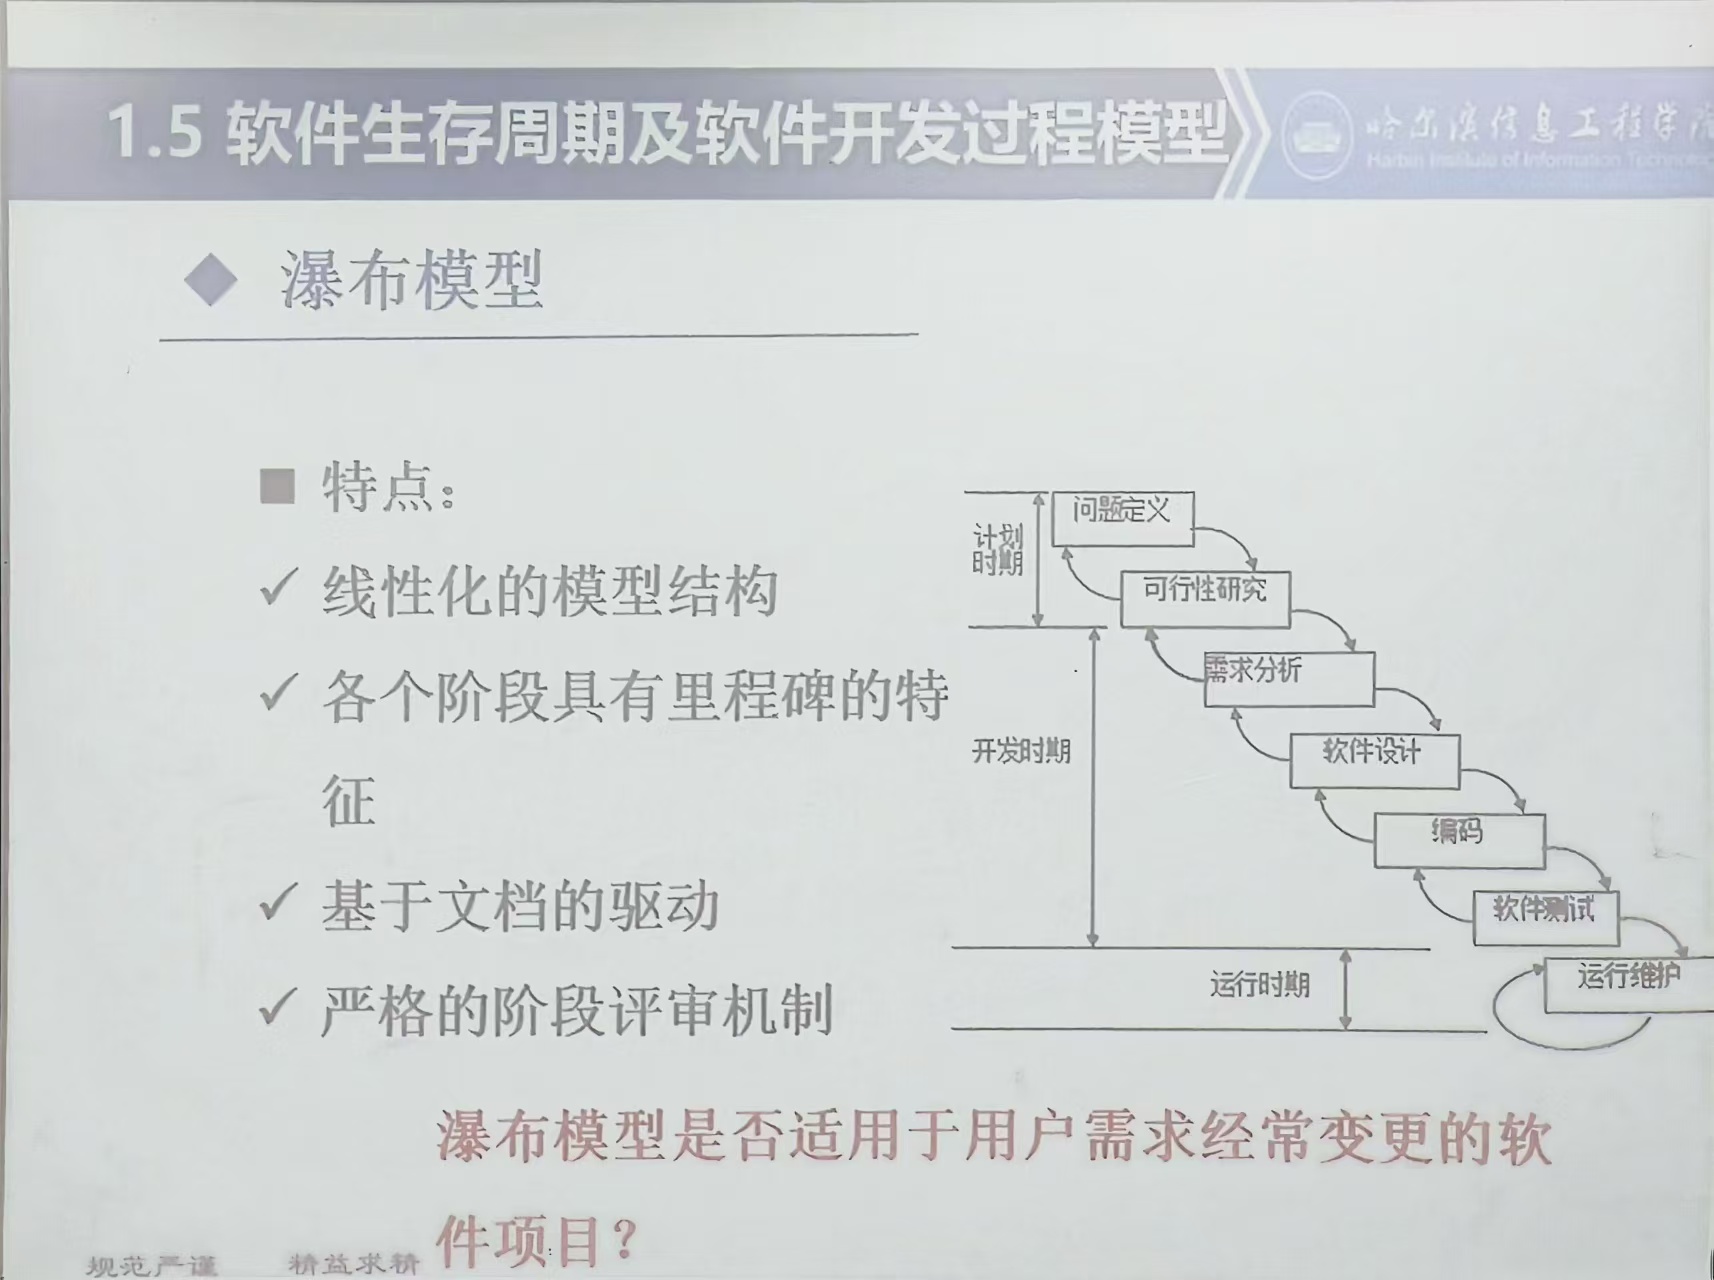 1.5 软件生存周期及软件开发过程模型
哈尔滨信息工程学院
Harbin Institute of Information Technology
瀑布模型
特点：
线性化的模型结构
各个阶段具有里程碑的特
征
基于文档的驱动
严格的阶段评审机制
计划
时期
问题定义
可行性研究
需求分析
开发时期
软件设计
编码
软件测试
运行时期
运行维护
瀑布模型是否适用于用户需求经常变更的软
件项目？
规范严谨 精益求精